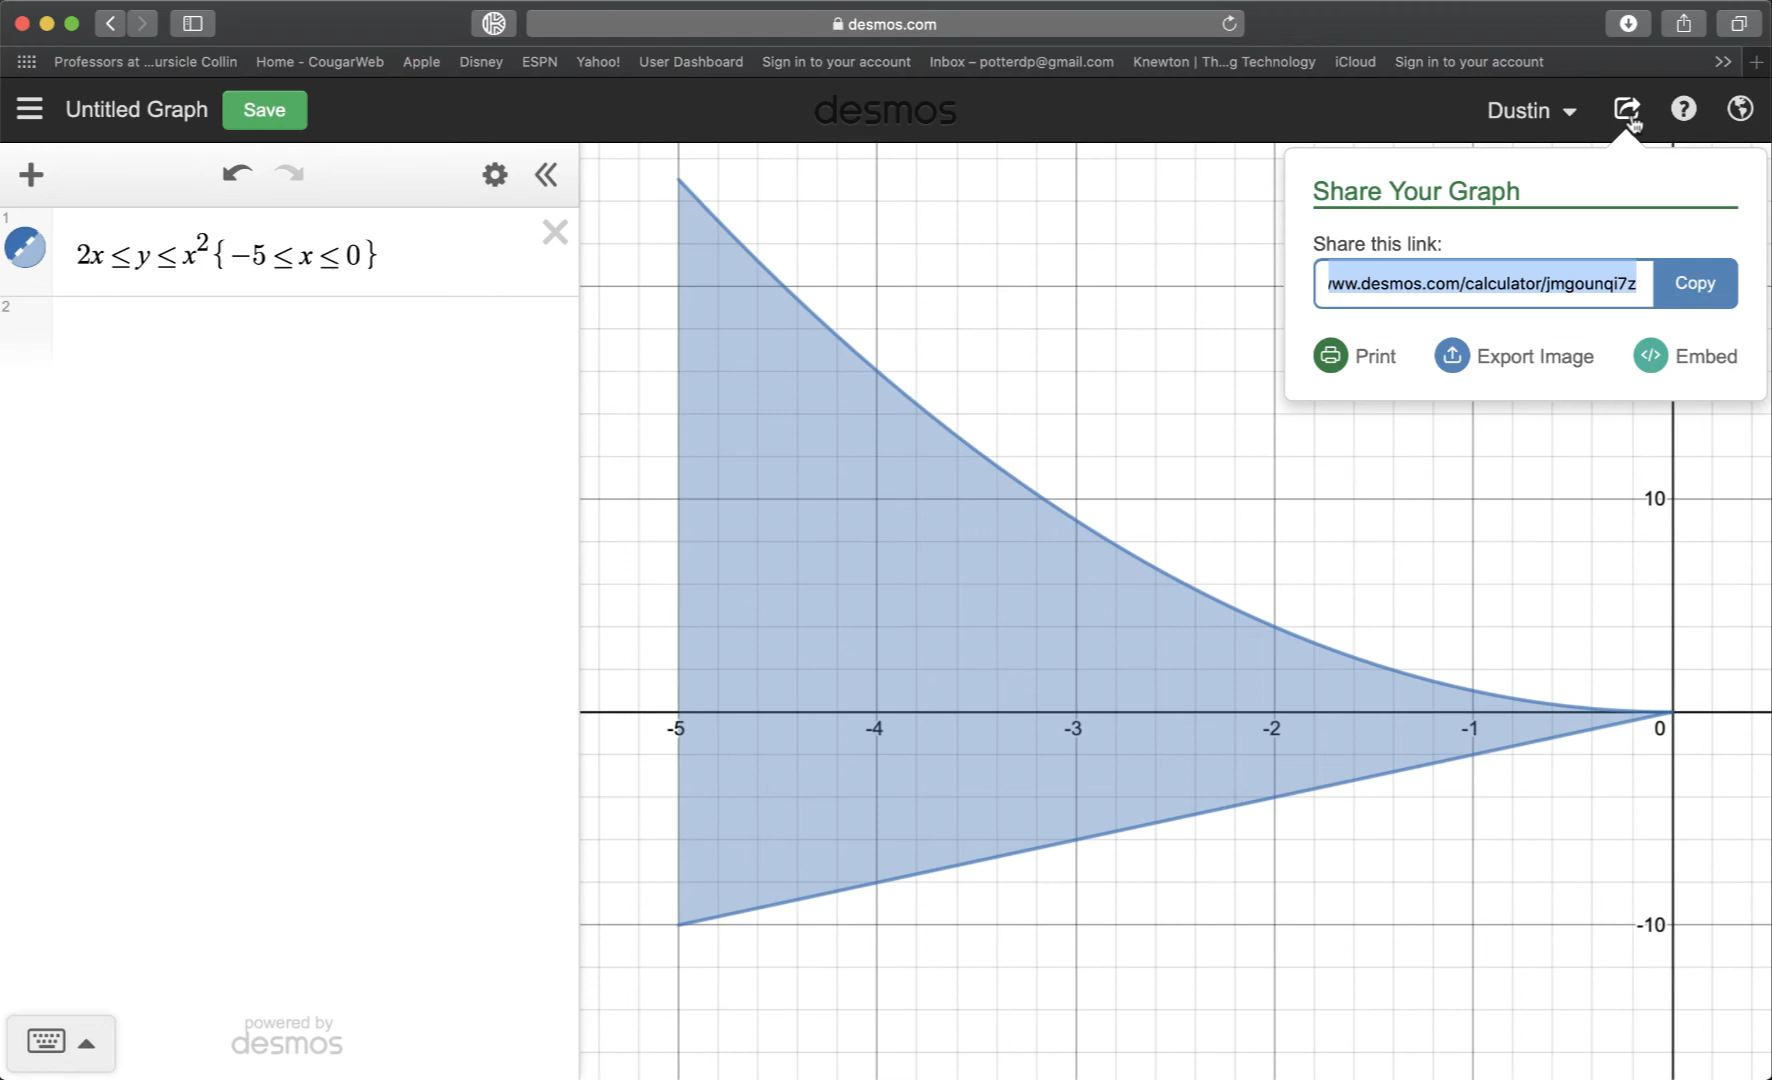 desmos.com
Professors at ...ursicle Collin Home - CougarWeb Apple Disney ESPN Yahoo! User Dashboard Sign in to your account Inbox – potterdp@gmail.com Knewton | Th...g Technology iCloud Sign in to your account
Untitled Graph Save desmos Dustin
Share Your Graph
Share this link:
www.desmos.com/calculator/jmgounqi7z Copy
Print Export Image Embed
1
2x ≤ y ≤ x² { −5 ≤ x ≤ 0 }
2
10
-5 -4 -3 -2 -1 0
-10
powered by
desmos